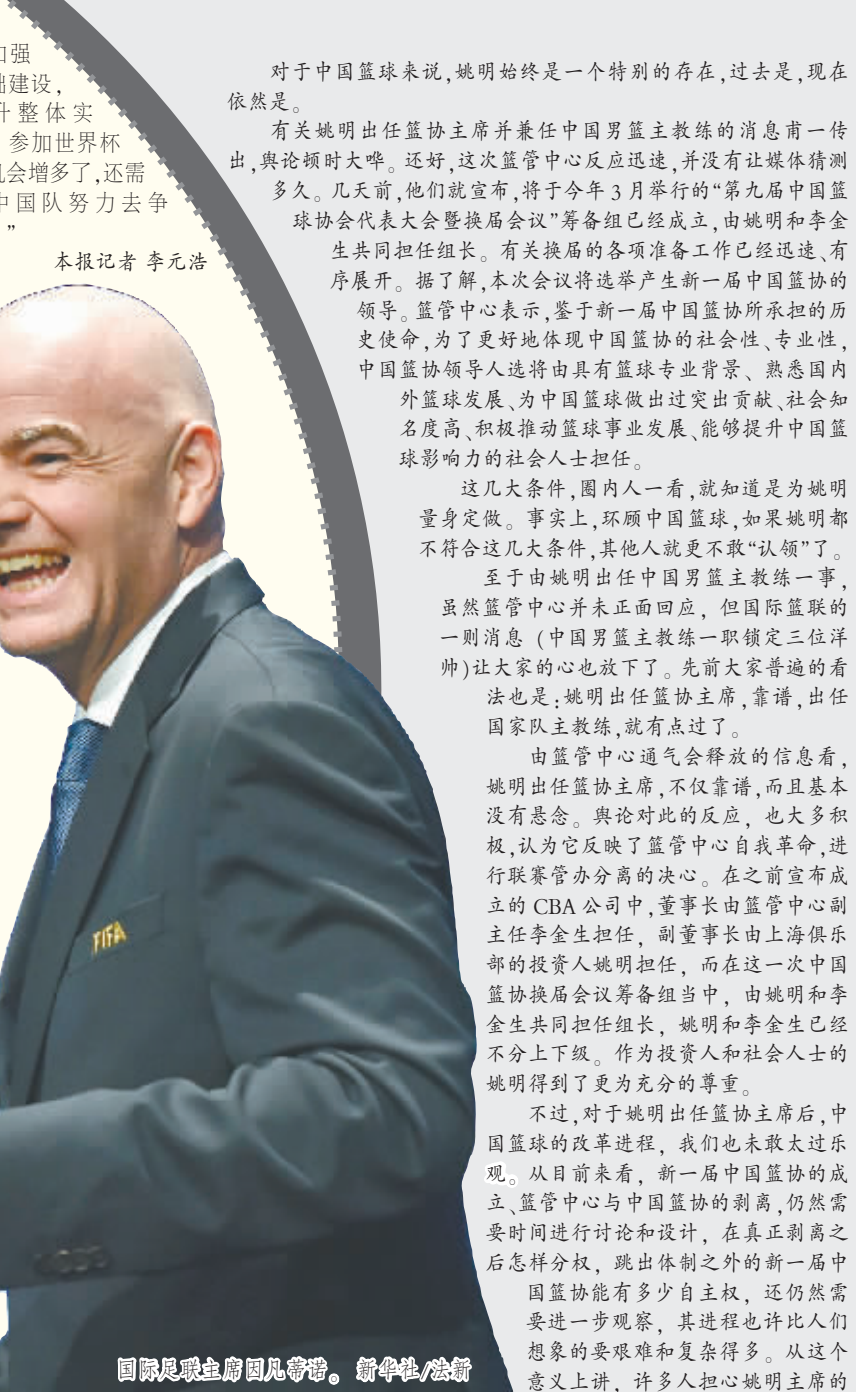 强
建设,
升整体实
参加世界杯
机会增多了,还需
中国队努力去争
”
本报记者 李元浩
FIFA
国际足联主席因凡蒂诺。 新华社/法新
对于中国篮球来说,姚明始终是一个特别的存在,过去是,现在
依然是。
有关姚明出任篮协主席并兼任中国男篮主教练的消息甫一传
出,舆论顿时大哗。还好,这次篮管中心反应迅速,并没有让媒体猜测
多久。几天前,他们就宣布,将于今年 3 月举行的“第九届中国篮
球协会代表大会暨换届会议”筹备组已经成立,由姚明和李金
生共同担任组长。有关换届的各项准备工作已经迅速、有
序展开。据了解,本次会议将选举产生新一届中国篮协的
领导。篮管中心表示,鉴于新一届中国篮协所承担的历
史使命,为了更好地体现中国篮协的社会性、专业性,
中国篮协领导人选将由具有篮球专业背景、熟悉国内
外篮球发展、为中国篮球做出过突出贡献、社会知
名度高、积极推动篮球事业发展、能够提升中国篮
球影响力的社会人士担任。
这几大条件,圈内人一看,就知道是为姚明
量身定做。事实上,环顾中国篮球,如果姚明都
不符合这几大条件,其他人就更不敢“认领”了。
至于由姚明出任中国男篮主教练一事,
虽然篮管中心并未正面回应,但国际篮联的
一则消息 (中国男篮主教练一职锁定三位洋
帅)让大家的心也放下了。先前大家普遍的看
法也是:姚明出任篮协主席,靠谱,出任
国家队主教练,就有点过了。
由篮管中心通气会释放的信息看,
姚明出任篮协主席,不仅靠谱,而且基本
没有悬念。舆论对此的反应,也大多积
极,认为它反映了篮管中心自我革命,进
行联赛管办分离的决心。在之前宣布成
立的 CBA 公司中,董事长由篮管中心副
主任李金生担任,副董事长由上海俱乐
部的投资人姚明担任,而在这一次中国
篮协换届会议筹备组当中,由姚明和李
金生共同担任组长,姚明和李金生已经
不分上下级。作为投资人和社会人士的
姚明得到了更为充分的尊重。
不过,对于姚明出任篮协主席后,中
国篮球的改革进程,我们也未敢太过乐
观。从目前来看,新一届中国篮协的成
立、篮管中心与中国篮协的剥离,仍然需
要时间进行讨论和设计,在真正剥离之
后怎样分权,跳出体制之外的新一届中
国篮协能有多少自主权,还仍然需
要进一步观察,其进程也许比人们
想象的要艰难和复杂得多。从这个
意义上讲,许多人担心姚明主席的